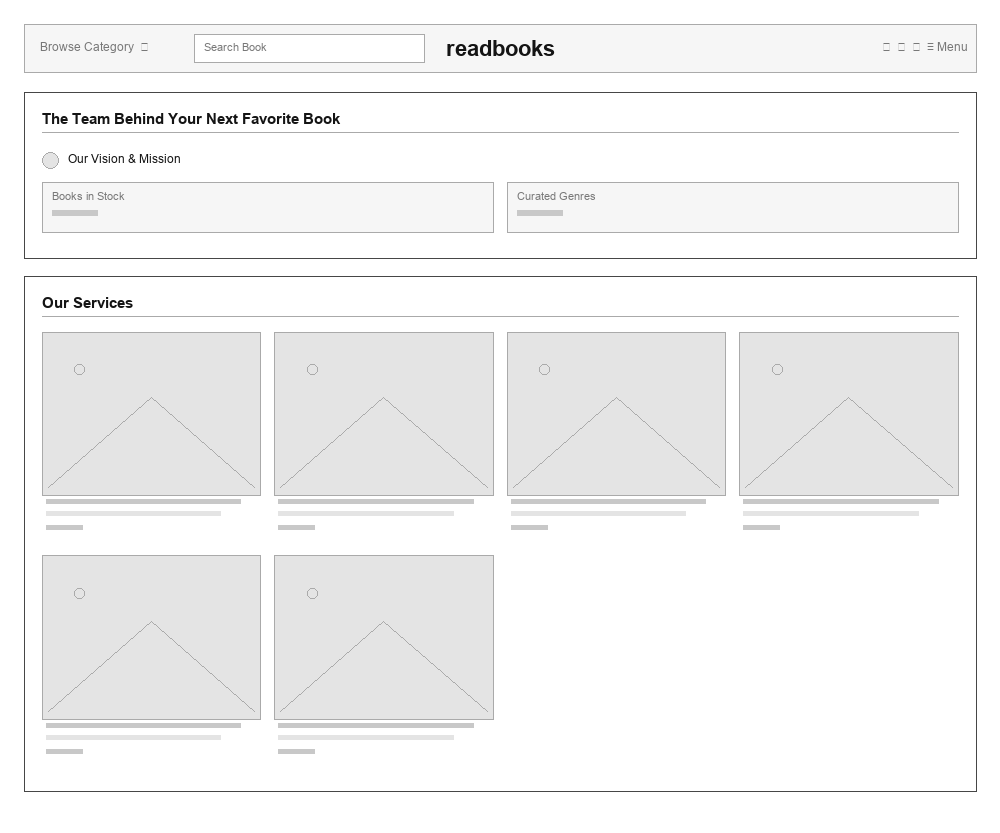 Browse Category
Search Book
readbooks
Menu
The Team Behind Your Next Favorite Book
Our Vision & Mission
Books in Stock
Curated Genres
Our Services